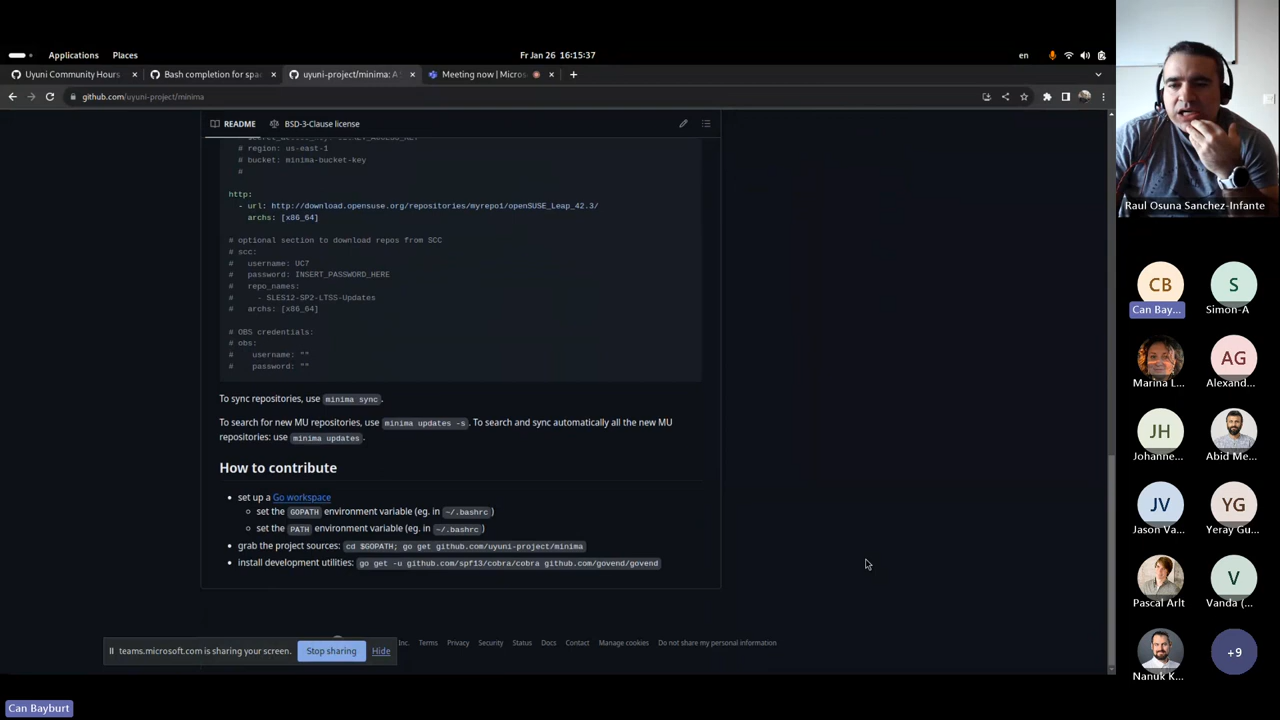 Applications Places
Fr Jan 26 16:15:37
en
Uyuni Community Hours
Bash completion for spa
uyuni-project/minima: A
Meeting now | Micros
github.com/uyuni-project/minima
README
BSD-3-Clause license
# region: us-east-1
# bucket: minima-bucket-key
#
http:
- url: http://download.opensuse.org/repositories/myrepo1/openSUSE_Leap_42.3/
archs: [x86_64]
# optional section to download repos from SCC
# scc:
# username: UC7
# password: INSERT_PASSWORD_HERE
# repo_names:
# - SLES12-SP2-LTSS-Updates
# archs: [x86_64]
# OBS credentials:
# obs:
# username: ""
# password: ""
To sync repositories, use minima sync.
To search for new MU repositories, use minima updates -s. To search and sync automatically all the new MU
repositories: use minima updates.
How to contribute
set up a Go workspace
set the GOPATH environment variable (eg. in ~/.bashrc)
set the PATH environment variable (eg. in ~/.bashrc)
grab the project sources: cd $GOPATH; go get github.com/uyuni-project/minima
install development utilities: go get -u github.com/spf13/cobra/cobra github.com/govend/govend
Inc. Terms Privacy Security Status Docs Contact Manage cookies Do not share my personal information
teams.microsoft.com is sharing your screen.
Stop sharing
Hide
Can Bayburt
Raul Osuna Sanchez-Infante
CB
Can Bay...
S
Simon-A
Marina L...
AG
Alexand...
JH
Johanne...
Abid Me...
JV
Jason Va...
YG
Yeray Gu...
Pascal Arlt
V
Vanda (...
Nanuk K...
+9